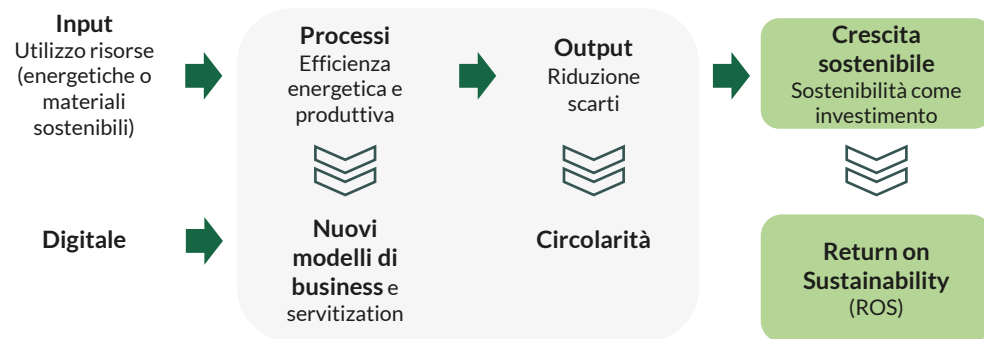 Input
Utilizzo risorse
(energetiche o
materiali
sostenibili)
Processi
Efficienza
energetica e
produttiva
Output
Riduzione
scarti
Crescita
sostenibile
Sostenibilità come
investimento
Digitale
Nuovi
modelli di
business e
servitization
Circolarità
Return on
Sustainability
(ROS)